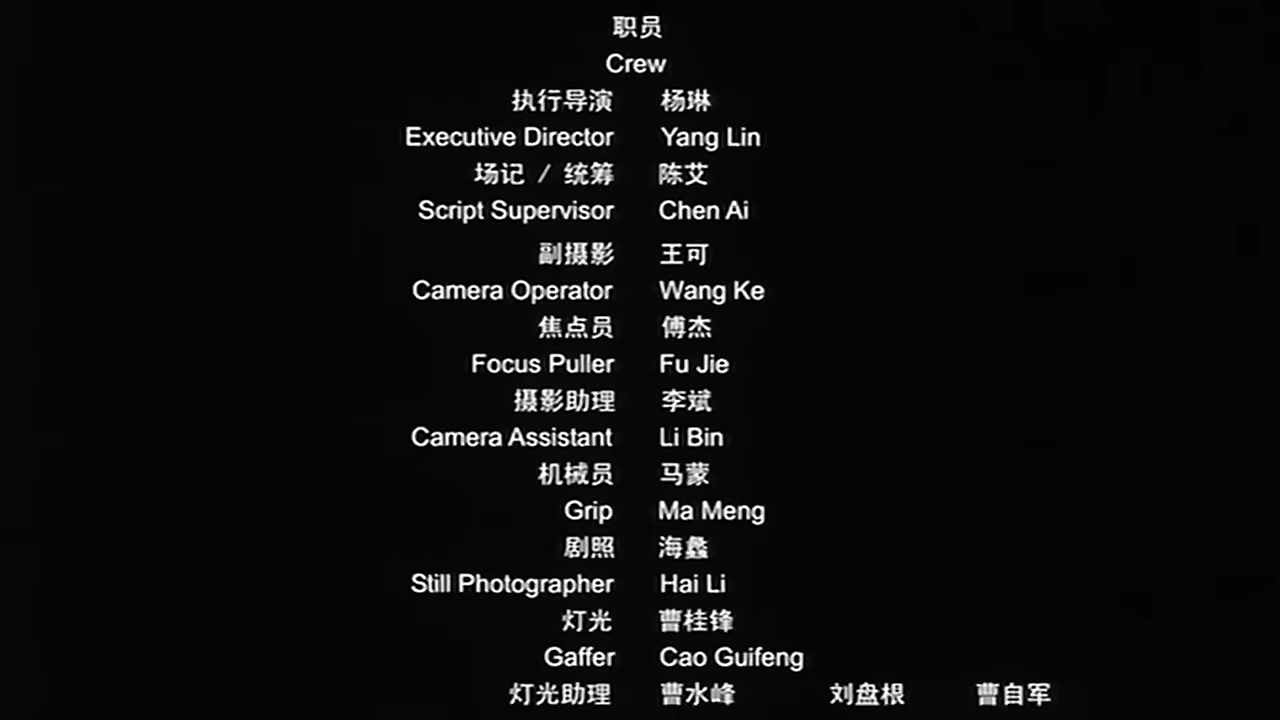 职员
Crew
执行导演 杨琳
Executive Director Yang Lin
场记 / 统筹 陈艾
Script Supervisor Chen Ai
副摄影 王可
Camera Operator Wang Ke
焦点员 傅杰
Focus Puller Fu Jie
摄影助理 李斌
Camera Assistant Li Bin
机械员 马蒙
Grip Ma Meng
剧照 海蠡
Still Photographer Hai Li
灯光 曹桂锋
Gaffer Cao Guifeng
灯光助理 曹水峰 刘盘根 曹自军